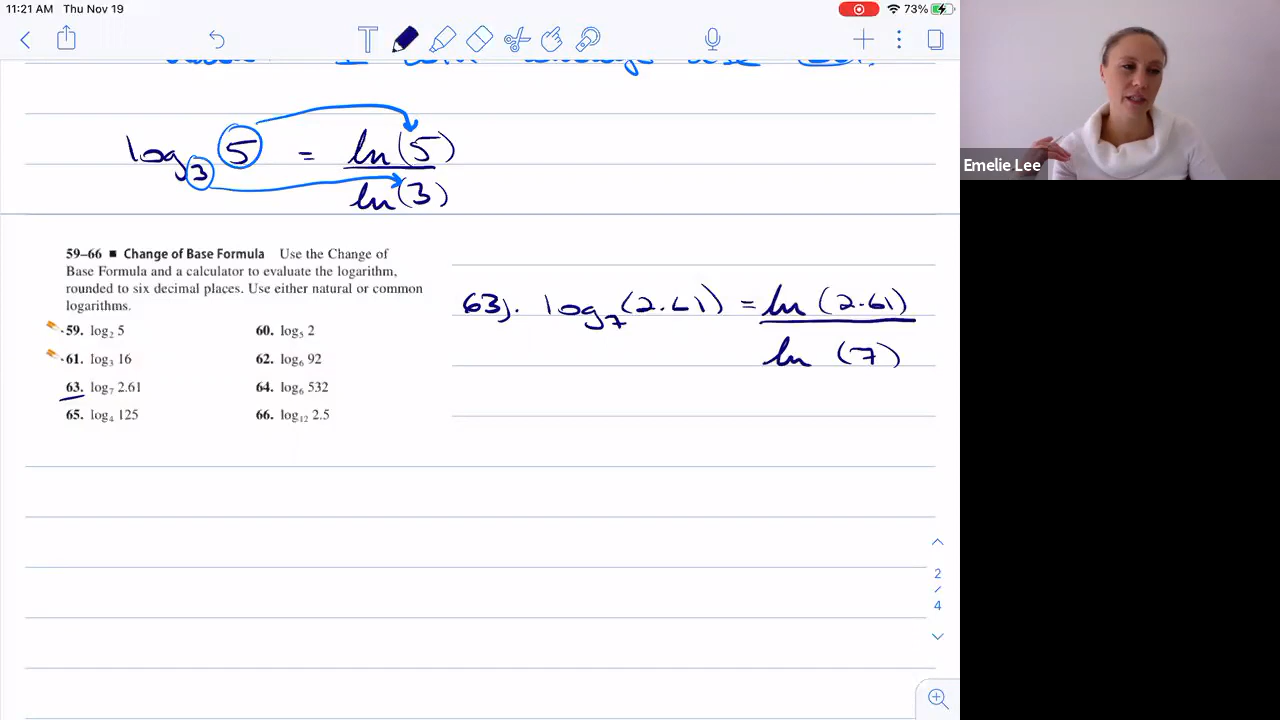 11:21 AM Thu Nov 19
73%
log3 5 = ln(5)
ln(3)
59–66 ■ Change of Base Formula Use the Change of
Base Formula and a calculator to evaluate the logarithm,
rounded to six decimal places. Use either natural or common
logarithms.
59. log₂ 5 60. log₅ 2
61. log₃ 16 62. log₆ 92
63. log₇ 2.61 64. log₆ 532
65. log₄ 125 66. log₁₂ 2.5
63). log7(2.61) = ln (2.61)
ln (7)
2
/
4
Emelie Lee